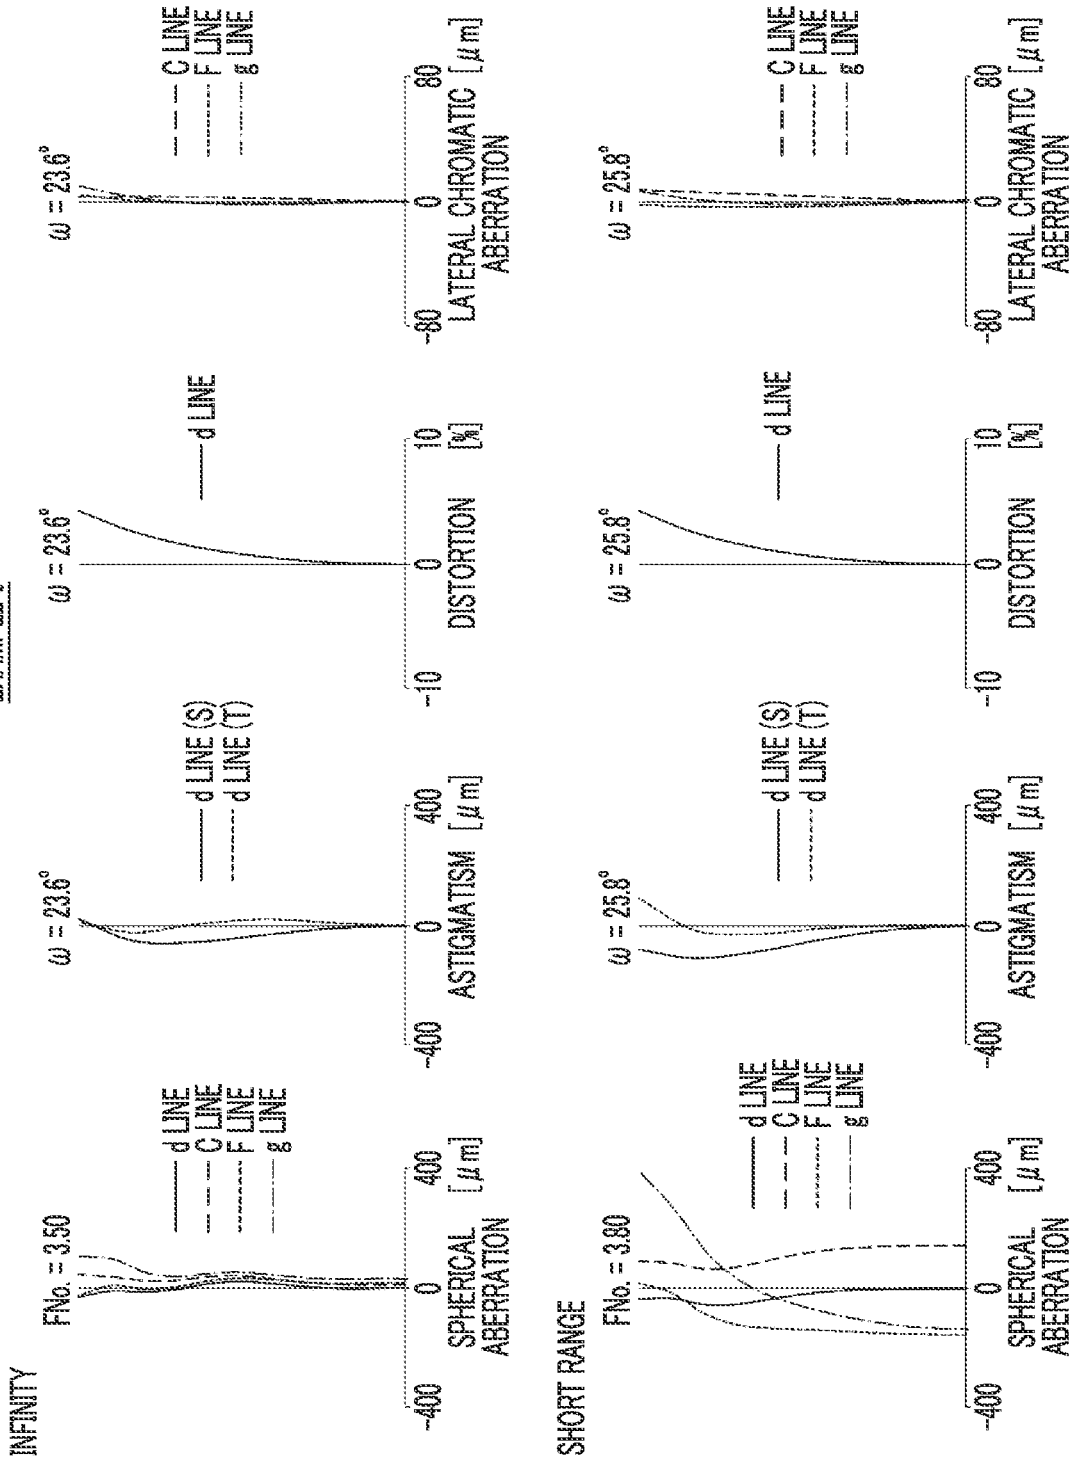 INFINITY
FNo. = 3.50
d LINE
C LINE
F LINE
g LINE
-400
0
400
SPHERICAL
ABERRATION
[μm]
ω = 23.6°
d LINE (S)
d LINE (T)
-400
0
400
ASTIGMATISM
[μm]
ω = 23.6°
d LINE
-10
0
10
DISTORTION
[%]
ω = 23.6°
C LINE
F LINE
g LINE
-80
0
80
LATERAL CHROMATIC
ABERRATION
[μm]
SHORT RANGE
FNo. = 3.80
d LINE
C LINE
F LINE
g LINE
-400
0
400
SPHERICAL
ABERRATION
[μm]
ω = 25.8°
d LINE (S)
d LINE (T)
-400
0
400
ASTIGMATISM
[μm]
ω = 25.8°
d LINE
-10
0
10
DISTORTION
[%]
ω = 25.8°
C LINE
F LINE
g LINE
-80
0
80
LATERAL CHROMATIC
ABERRATION
[μm]